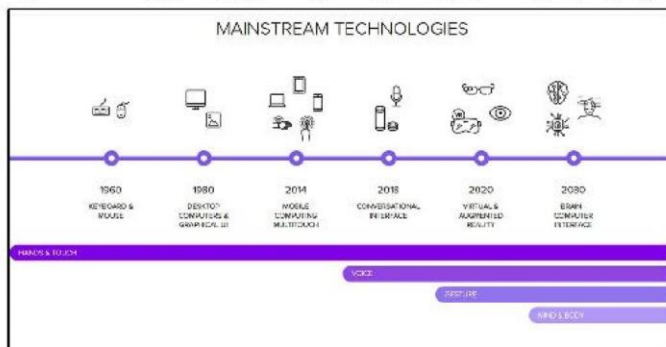 MAINSTREAM TECHNOLOGIES
1960
KEYBOARD &
MOUSE
1980
DESKTOP
COMPUTERS &
GRAPHICAL UI
2014
MOBILE
COMPUTING
MULTITOUCH
2018
CONVERSATIONAL
INTERFACE
2020
VIRTUAL &
AUGMENTED
REALITY
2030
BRAIN-
COMPUTER
INTERFACE
HANDS & TOUCH
VOICE
GESTURE
MIND & BODY